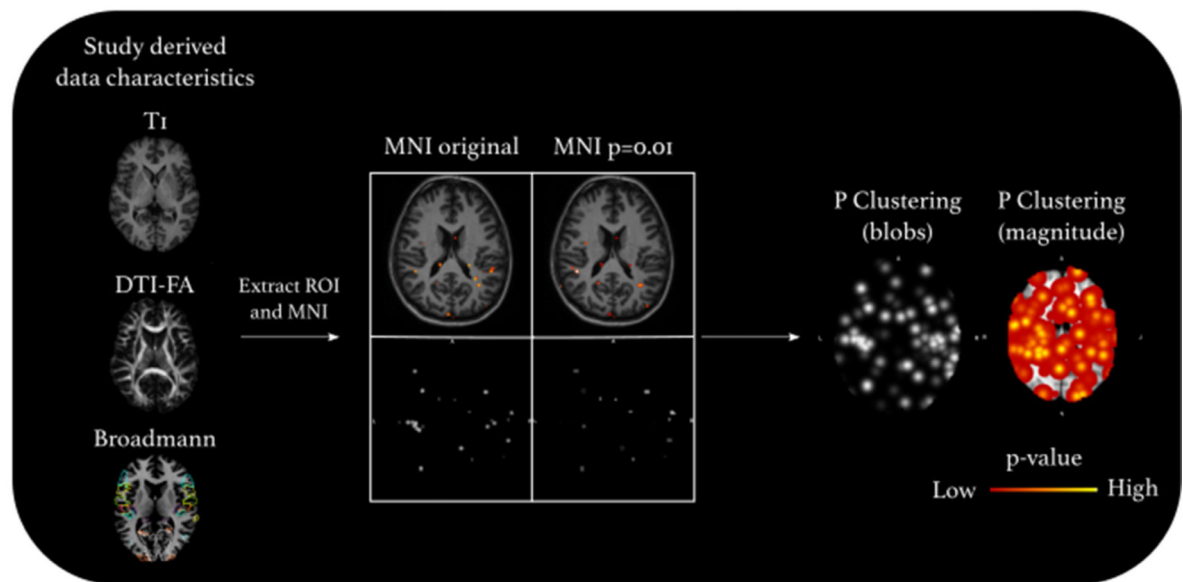 Study derived
data characteristics
T1
DTI-FA
Broadmann
Extract ROI
and MNI
MNI original
MNI p=0.01
P Clustering
(blobs)
P Clustering
(magnitude)
p-value
Low
High